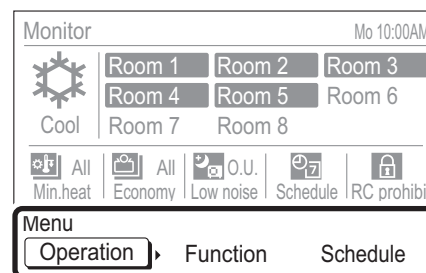 Monitor Mo 10:00AM
Room 1 Room 2 Room 3
Room 4 Room 5 Room 6
Cool Room 7 Room 8
All All O.U. 7
Min.heat Economy Low noise Schedule RC prohibi
Menu
Operation Function Schedule